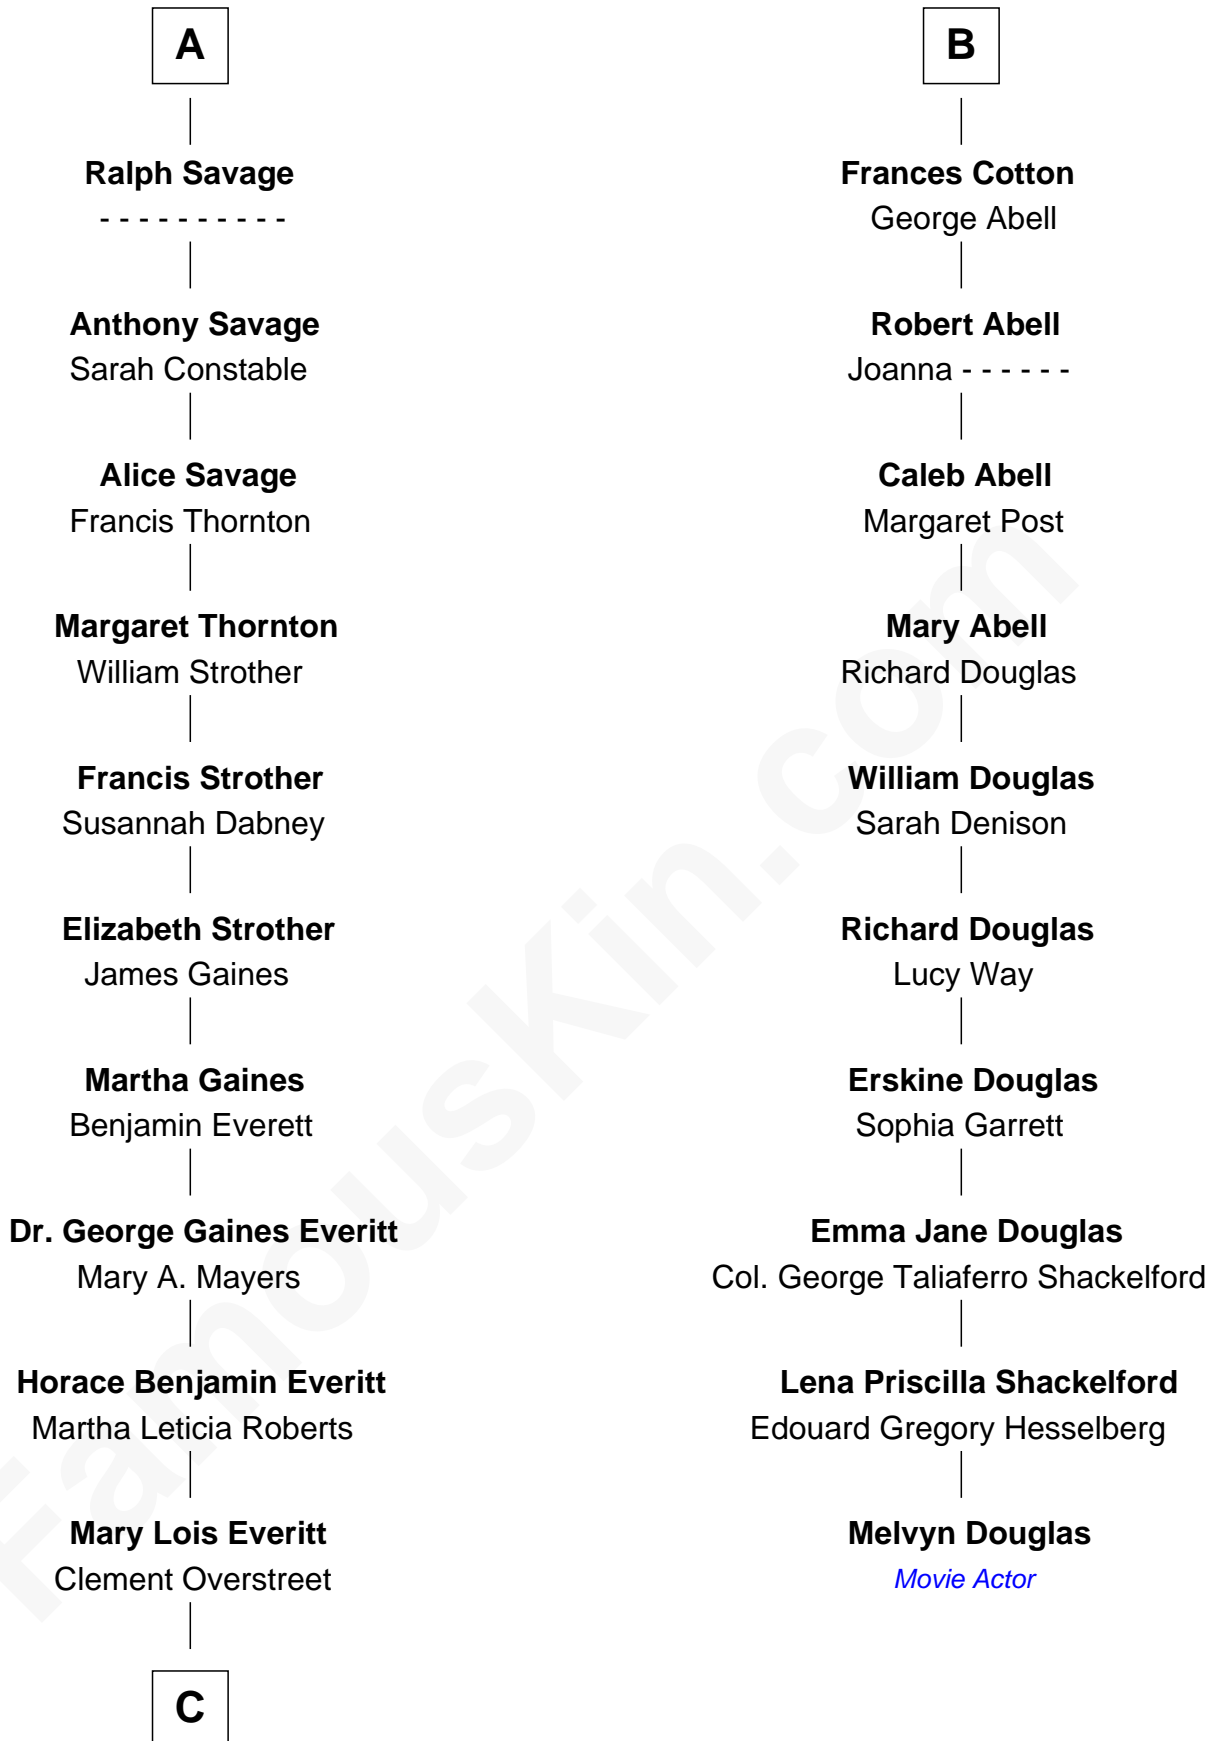 A
Ralph Savage
- - - - - - - - - -
Anthony Savage
Sarah Constable
Alice Savage
Francis Thornton
Margaret Thornton
William Strother
Francis Strother
Susannah Dabney
Elizabeth Strother
James Gaines
Martha Gaines
Benjamin Everett
Dr. George Gaines Everitt
Mary A. Mayers
Horace Benjamin Everitt
Martha Leticia Roberts
Mary Lois Everitt
Clement Overstreet
C
B
Frances Cotton
George Abell
Robert Abell
Joanna - - - - - -
Caleb Abell
Margaret Post
Mary Abell
Richard Douglas
William Douglas
Sarah Denison
Richard Douglas
Lucy Way
Erskine Douglas
Sophia Garrett
Emma Jane Douglas
Col. George Taliaferro Shackelford
Lena Priscilla Shackelford
Edouard Gregory Hesselberg
Melvyn Douglas
Movie Actor
FamousKin.com